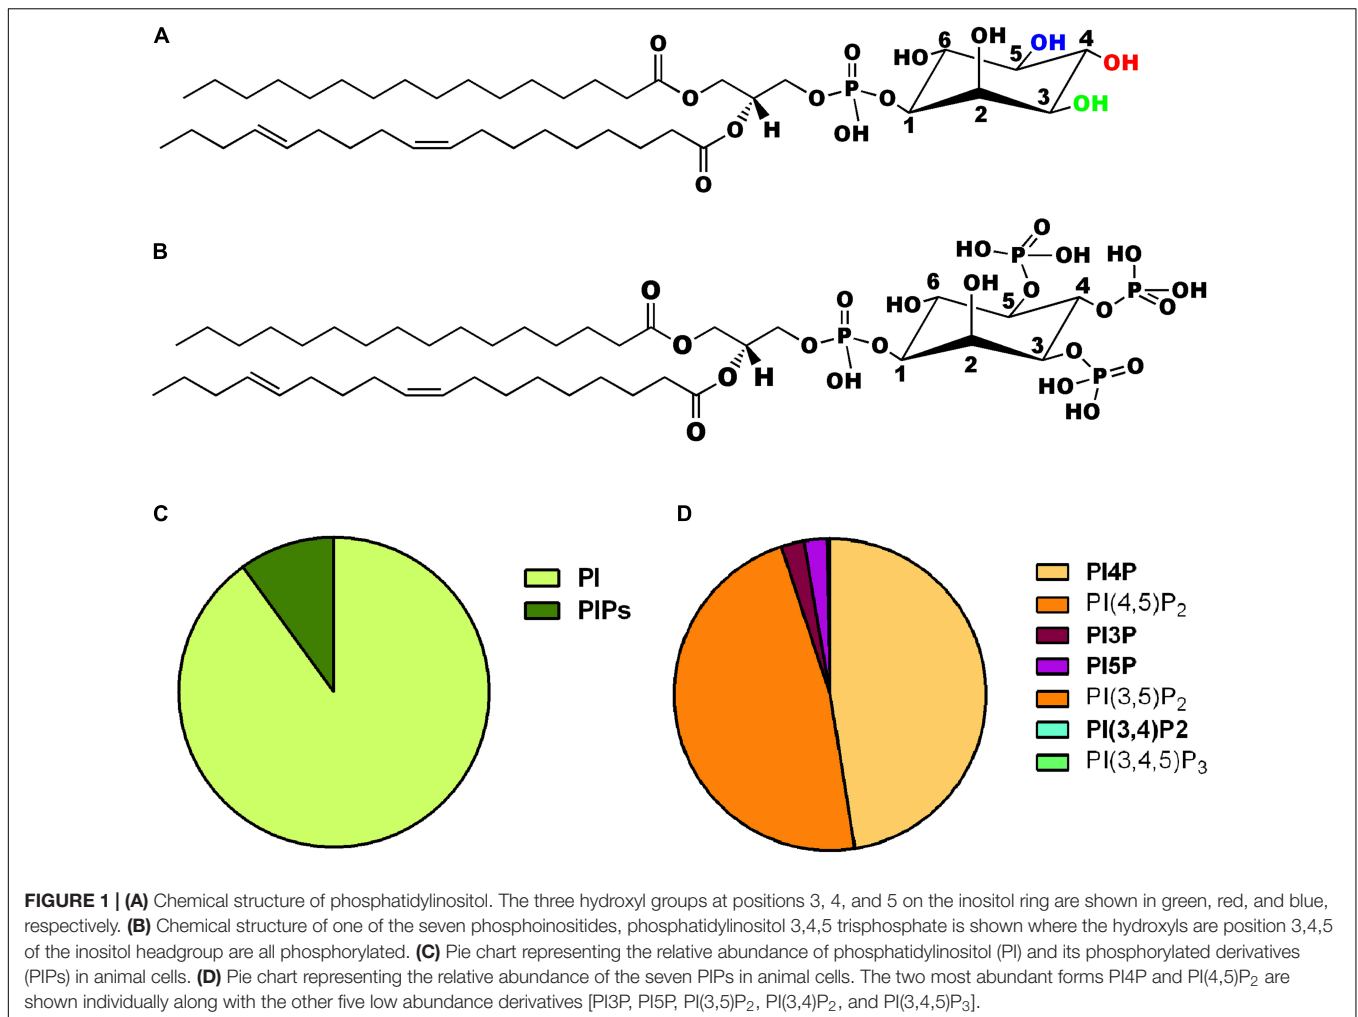 A
O
O
O
H
O
O
O
P
OH
O
HO
6
OH
5
OH
4
OH
3
OH
2
1
B
O
O
O
H
O
O
O
P
OH
O
HO
6
OH
5
4
3
2
1
HO
P
O
OH
O
HO
P
OH
O
O
O
P
O
HO
HO
C
PI
PIPs
D
PI4P
PI(4,5)P2
PI3P
PI5P
PI(3,5)P2
PI(3,4)P2
PI(3,4,5)P3
FIGURE 1 | (A) Chemical structure of phosphatidylinositol. The three hydroxyl groups at positions 3, 4, and 5 on the inositol ring are shown in green, red, and blue,
respectively. (B) Chemical structure of one of the seven phosphoinositides, phosphatidylinositol 3,4,5 trisphosphate is shown where the hydroxyls are position 3,4,5
of the inositol headgroup are all phosphorylated. (C) Pie chart representing the relative abundance of phosphatidylinositol (PI) and its phosphorylated derivatives
(PIPs) in animal cells. (D) Pie chart representing the relative abundance of the seven PIPs in animal cells. The two most abundant forms PI4P and PI(4,5)P2 are
shown individually along with the other five low abundance derivatives [PI3P, PI5P, PI(3,5)P2, PI(3,4)P2, and PI(3,4,5)P3].